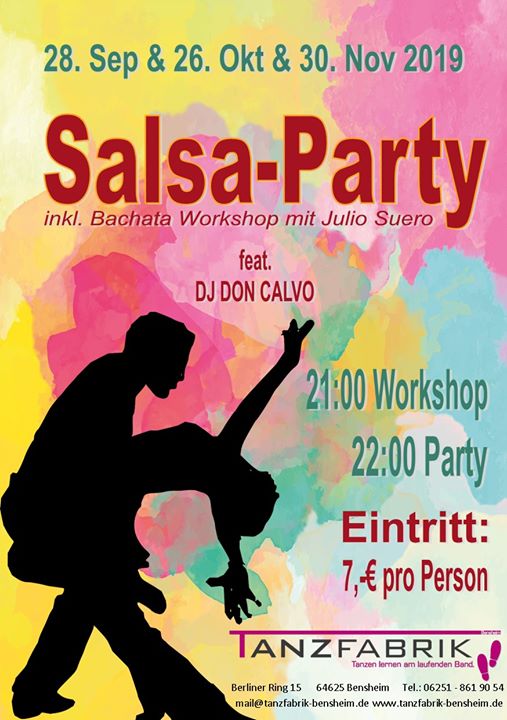 28. Sep & 26. Okt & 30. Nov 2019
Salsa-Party
inkl. Bachata Workshop mit Julio Suero
feat.
DJ DON CALVO
21:00 Workshop
22:00 Party
Eintritt:
7,-€ pro Person
Bensheim
TANZFABRIK
Tanzen lernen am laufenden Band.
Berliner Ring 15 64625 Bensheim Tel.: 06251 - 861 90 54
mail@tanzfabrik-bensheim.de www.tanzfabrik-bensheim.de